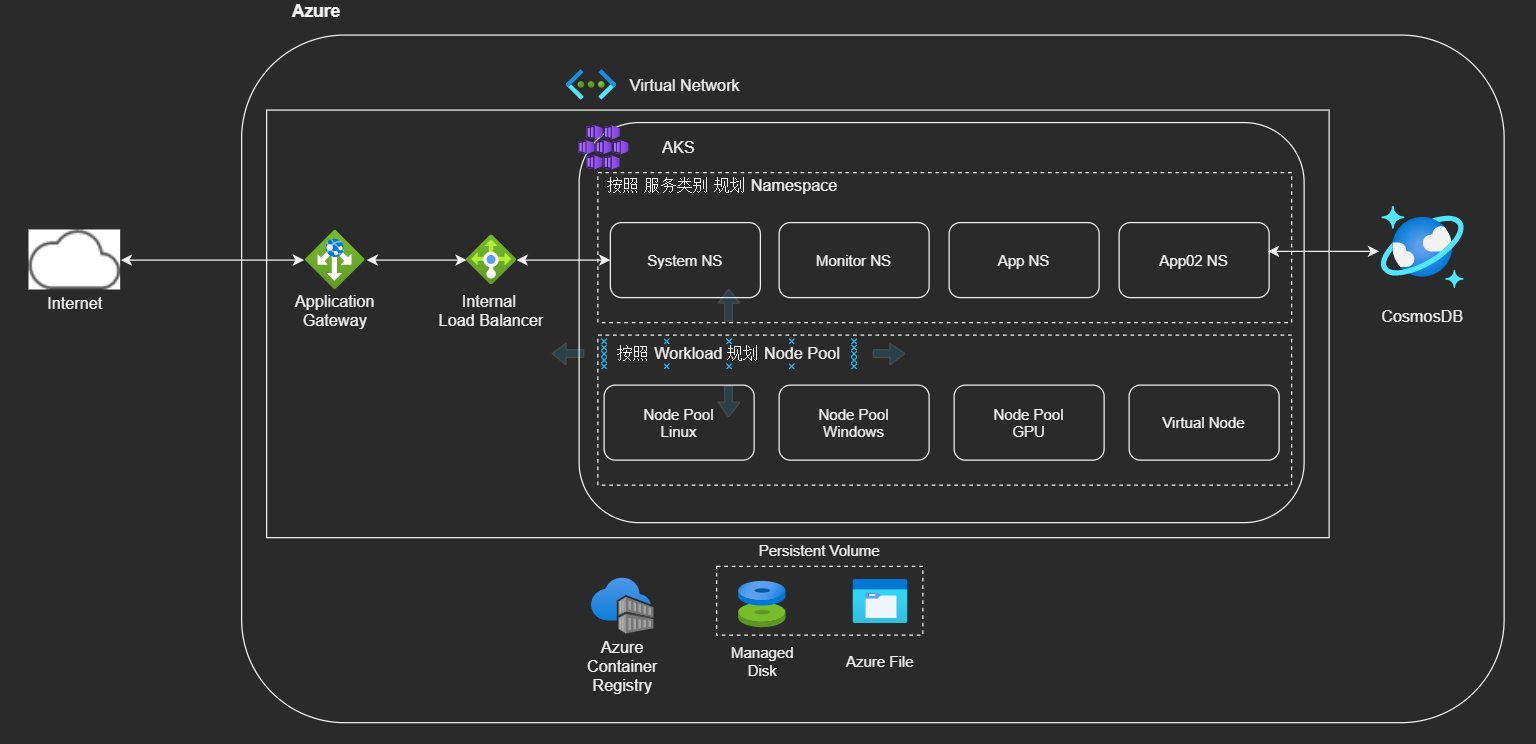 Azure
Virtual Network
AKS
按照 服务类别 规划 Namespace
System NS
Monitor NS
App NS
App02 NS
Internet
Application
Gateway
Internal
Load Balancer
CosmosDB
按照 Workload 规划 Node Pool
Node Pool
Linux
Node Pool
Windows
Node Pool
GPU
Virtual Node
Persistent Volume
Azure
Container
Registry
Managed
Disk
Azure File